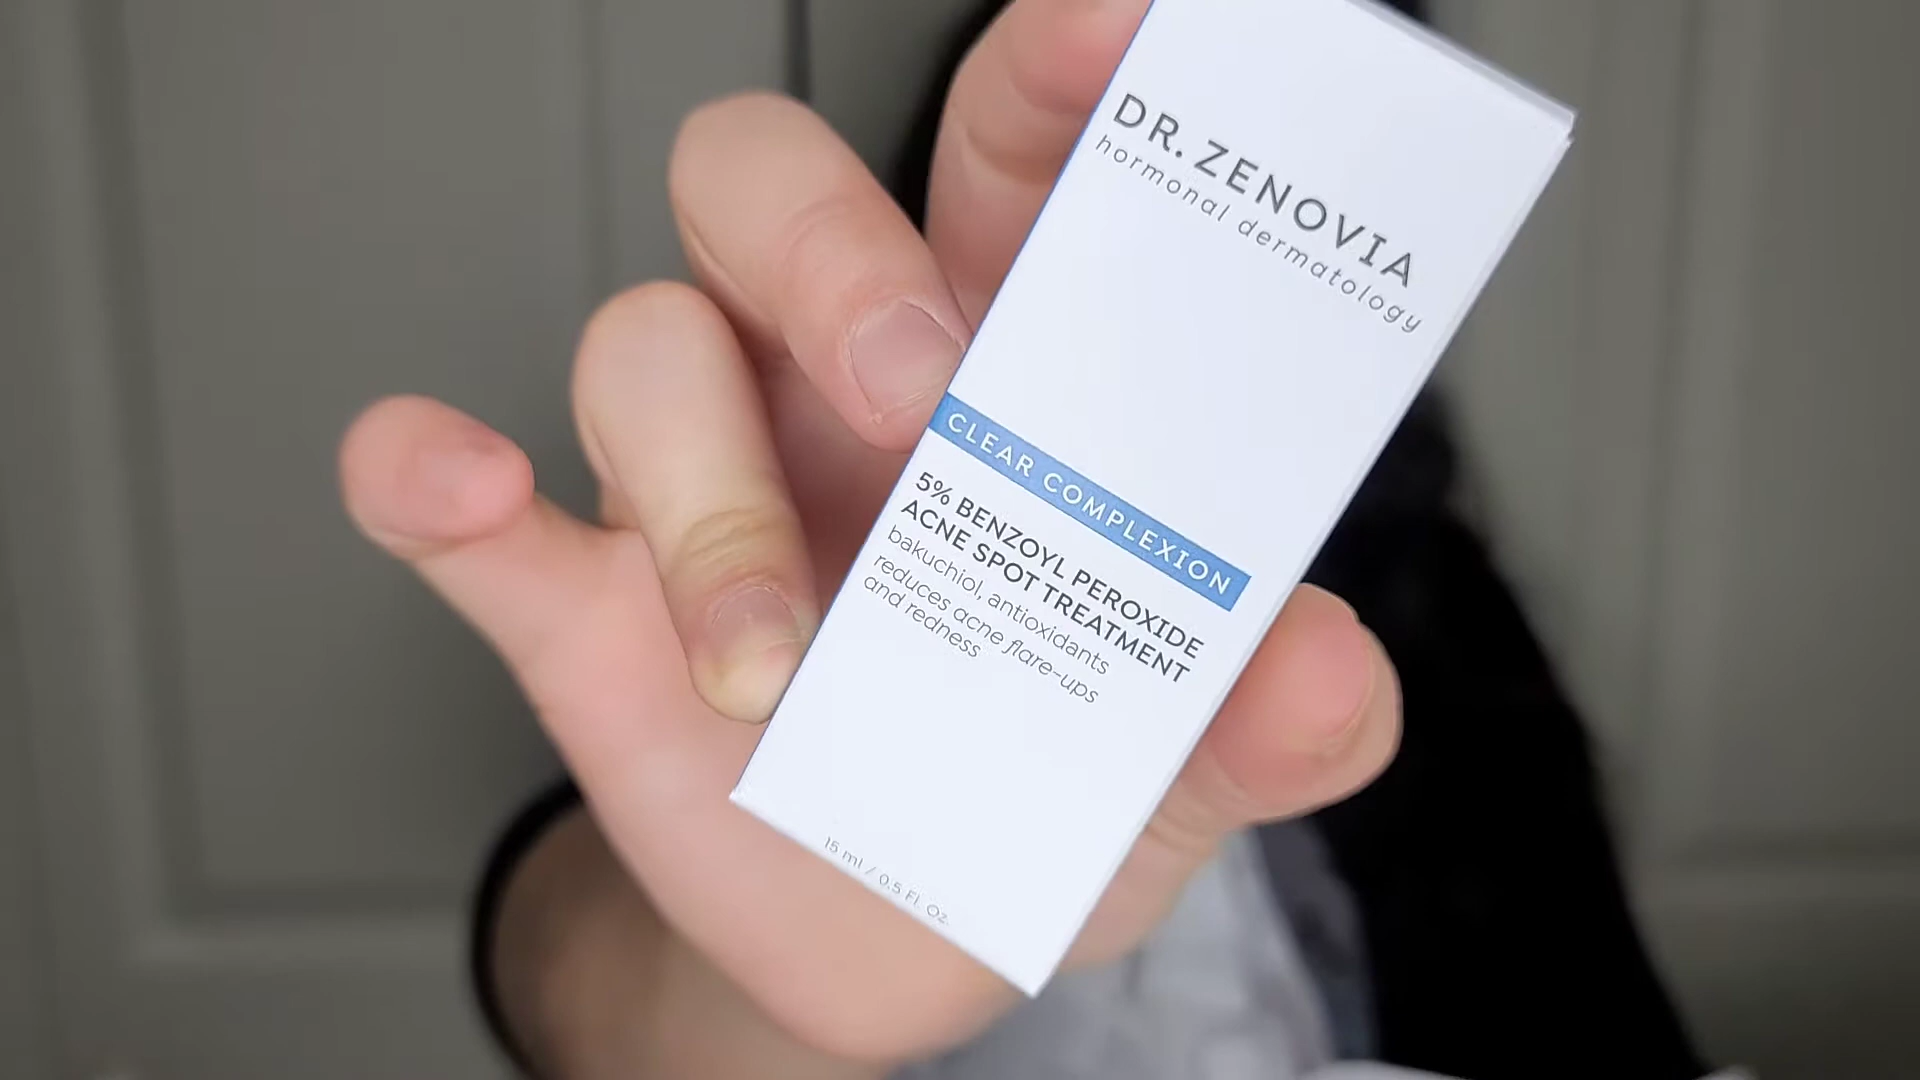 DR. ZENOVIA
hormonal dermatology
CLEAR COMPLEXION
5% BENZOYL PEROXIDE
ACNE SPOT TREATMENT
bakuchiol, antioxidants
reduces acne flare-ups
and redness
15 ml / 0.5 Fl. Oz.